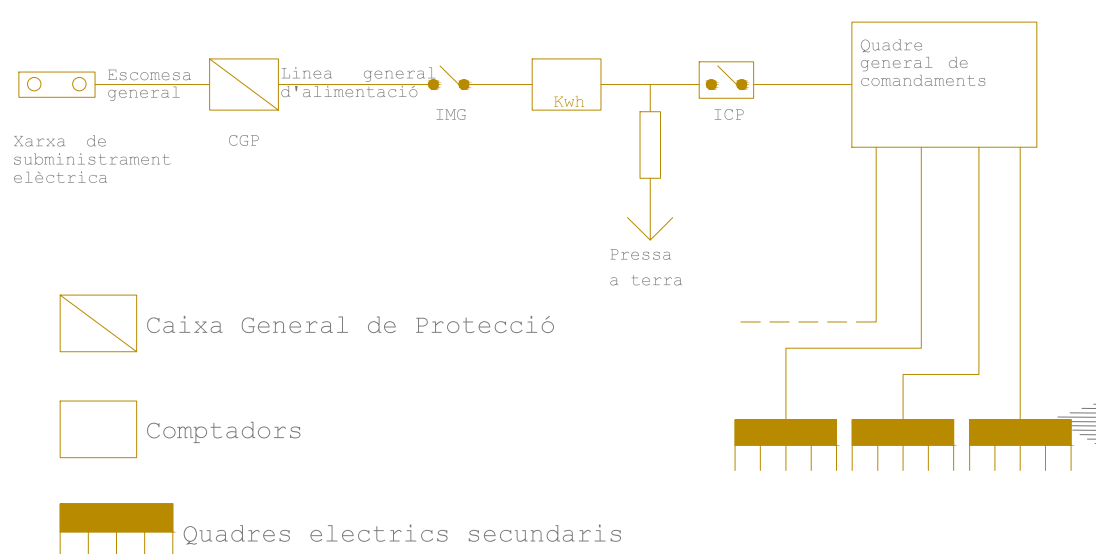 Escomesa
general
Linea general
d'alimentació
Quadre
general de
comandaments
Kwh
IMG
ICP
Xarxa de
subministrament
elèctrica
CGP
Pressa
a terra
Caixa General de Protecció
Comptadors
Quadres electrics secundaris